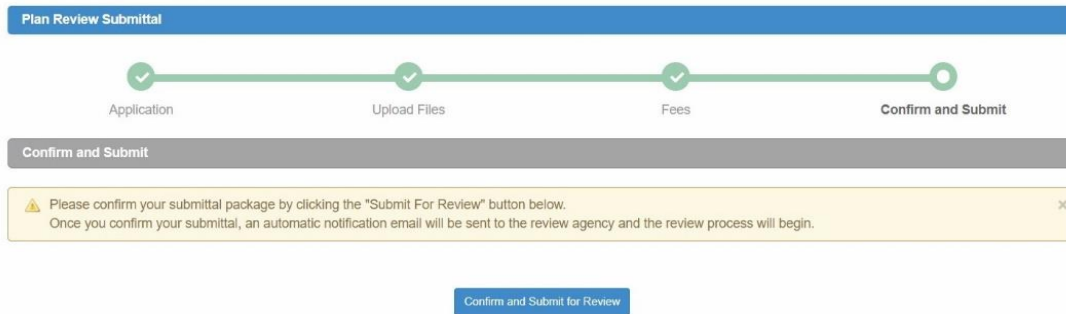 Plan Review Submittal
Application
Upload Files
Fees
Confirm and Submit
Confirm and Submit
Please confirm your submittal package by clicking the "Submit For Review" button below.
Once you confirm your submittal, an automatic notification email will be sent to the review agency and the review process will begin.
Confirm and Submit for Review